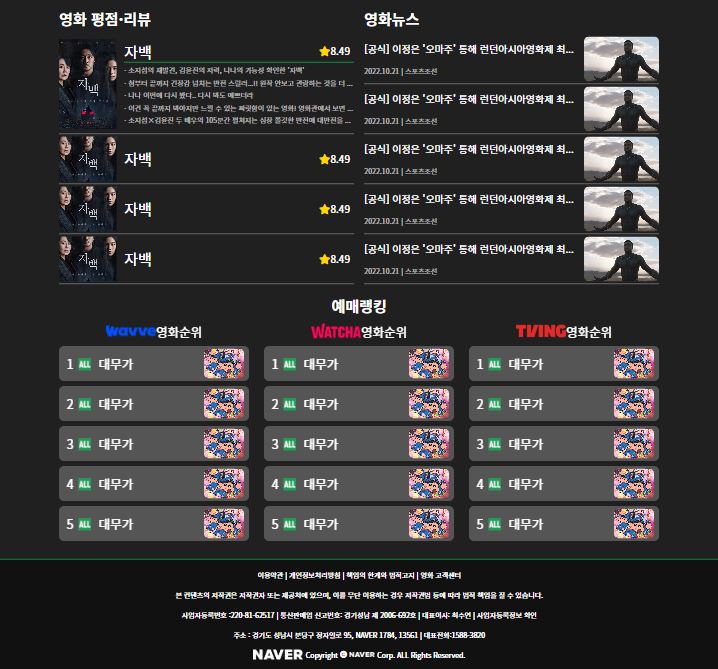 영화 평점·리뷰
자백
자백
★8.49
- 소지섭의 재발견, 김윤진의 저력, 나나의 가능성 확인한 '자백'
- 첨부터 끝까지 긴장감 넘치는 반전 스릴러...!! 원작 안보고 관람하는 것을 더 ...
- 나나 이번에 다시 봤다... 다시 봐도 예쁘더라
- 이건 꼭 끝까지 봐야지만 느낄 수 있는 짜릿함이 있는 영화! 영화관에서 보면 ...
- 소지섭×김윤진 두 배우의 105분간 펼쳐지는 심장 쫄깃한 반전에 대반전을 ...
자백
자백
★8.49
자백
자백
★8.49
자백
자백
★8.49
영화뉴스
[공식] 이정은 '오마주' 통해 런던아시아영화제 최...
2022.10.21 | 스포츠조선
[공식] 이정은 '오마주' 통해 런던아시아영화제 최...
2022.10.21 | 스포츠조선
[공식] 이정은 '오마주' 통해 런던아시아영화제 최...
2022.10.21 | 스포츠조선
[공식] 이정은 '오마주' 통해 런던아시아영화제 최...
2022.10.21 | 스포츠조선
[공식] 이정은 '오마주' 통해 런던아시아영화제 최...
2022.10.21 | 스포츠조선
예매랭킹
wavve영화순위
1 ALL 대무가
2 ALL 대무가
3 ALL 대무가
4 ALL 대무가
5 ALL 대무가
WATCHA영화순위
1 ALL 대무가
2 ALL 대무가
3 ALL 대무가
4 ALL 대무가
5 ALL 대무가
TVING영화순위
1 ALL 대무가
2 ALL 대무가
3 ALL 대무가
4 ALL 대무가
5 ALL 대무가
이용약관 | 개인정보처리방침 | 책임의 한계와 법적고지 | 영화 고객센터
본 컨텐츠의 저작권은 저작권자 또는 제공처에 있으며, 이를 무단 이용하는 경우 저작권법 등에 따라 법적 책임을 질 수 있습니다.
사업자등록번호 :220-81-62517 | 통신판매업 신고번호: 경기성남 제 2006-692호 | 대표이사: 최수연 | 사업자등록정보 확인
주소 : 경기도 성남시 분당구 정자일로 95, NAVER 1784, 13561 | 대표전화:1588-3820
NAVER Copyright © NAVER Corp. ALL Rights Reserved.